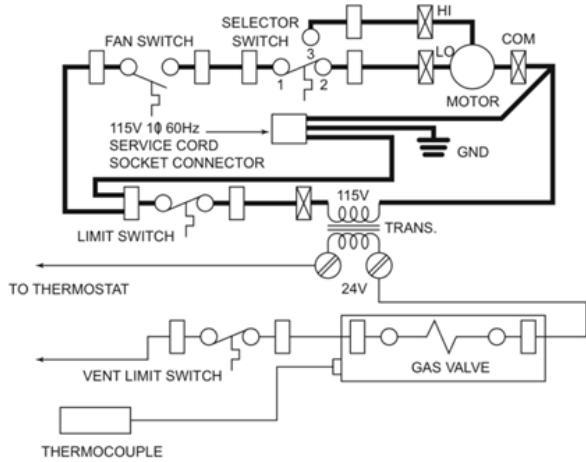 HI
SELECTOR
SWITCH
FAN SWITCH
3
LO
COM
1
2
MOTOR
115V 1ϕ 60Hz
SERVICE CORD
SOCKET CONNECTOR
GND
115V
LIMIT SWITCH
TRANS.
TO THERMOSTAT
24V
VENT LIMIT SWITCH
GAS VALVE
THERMOCOUPLE